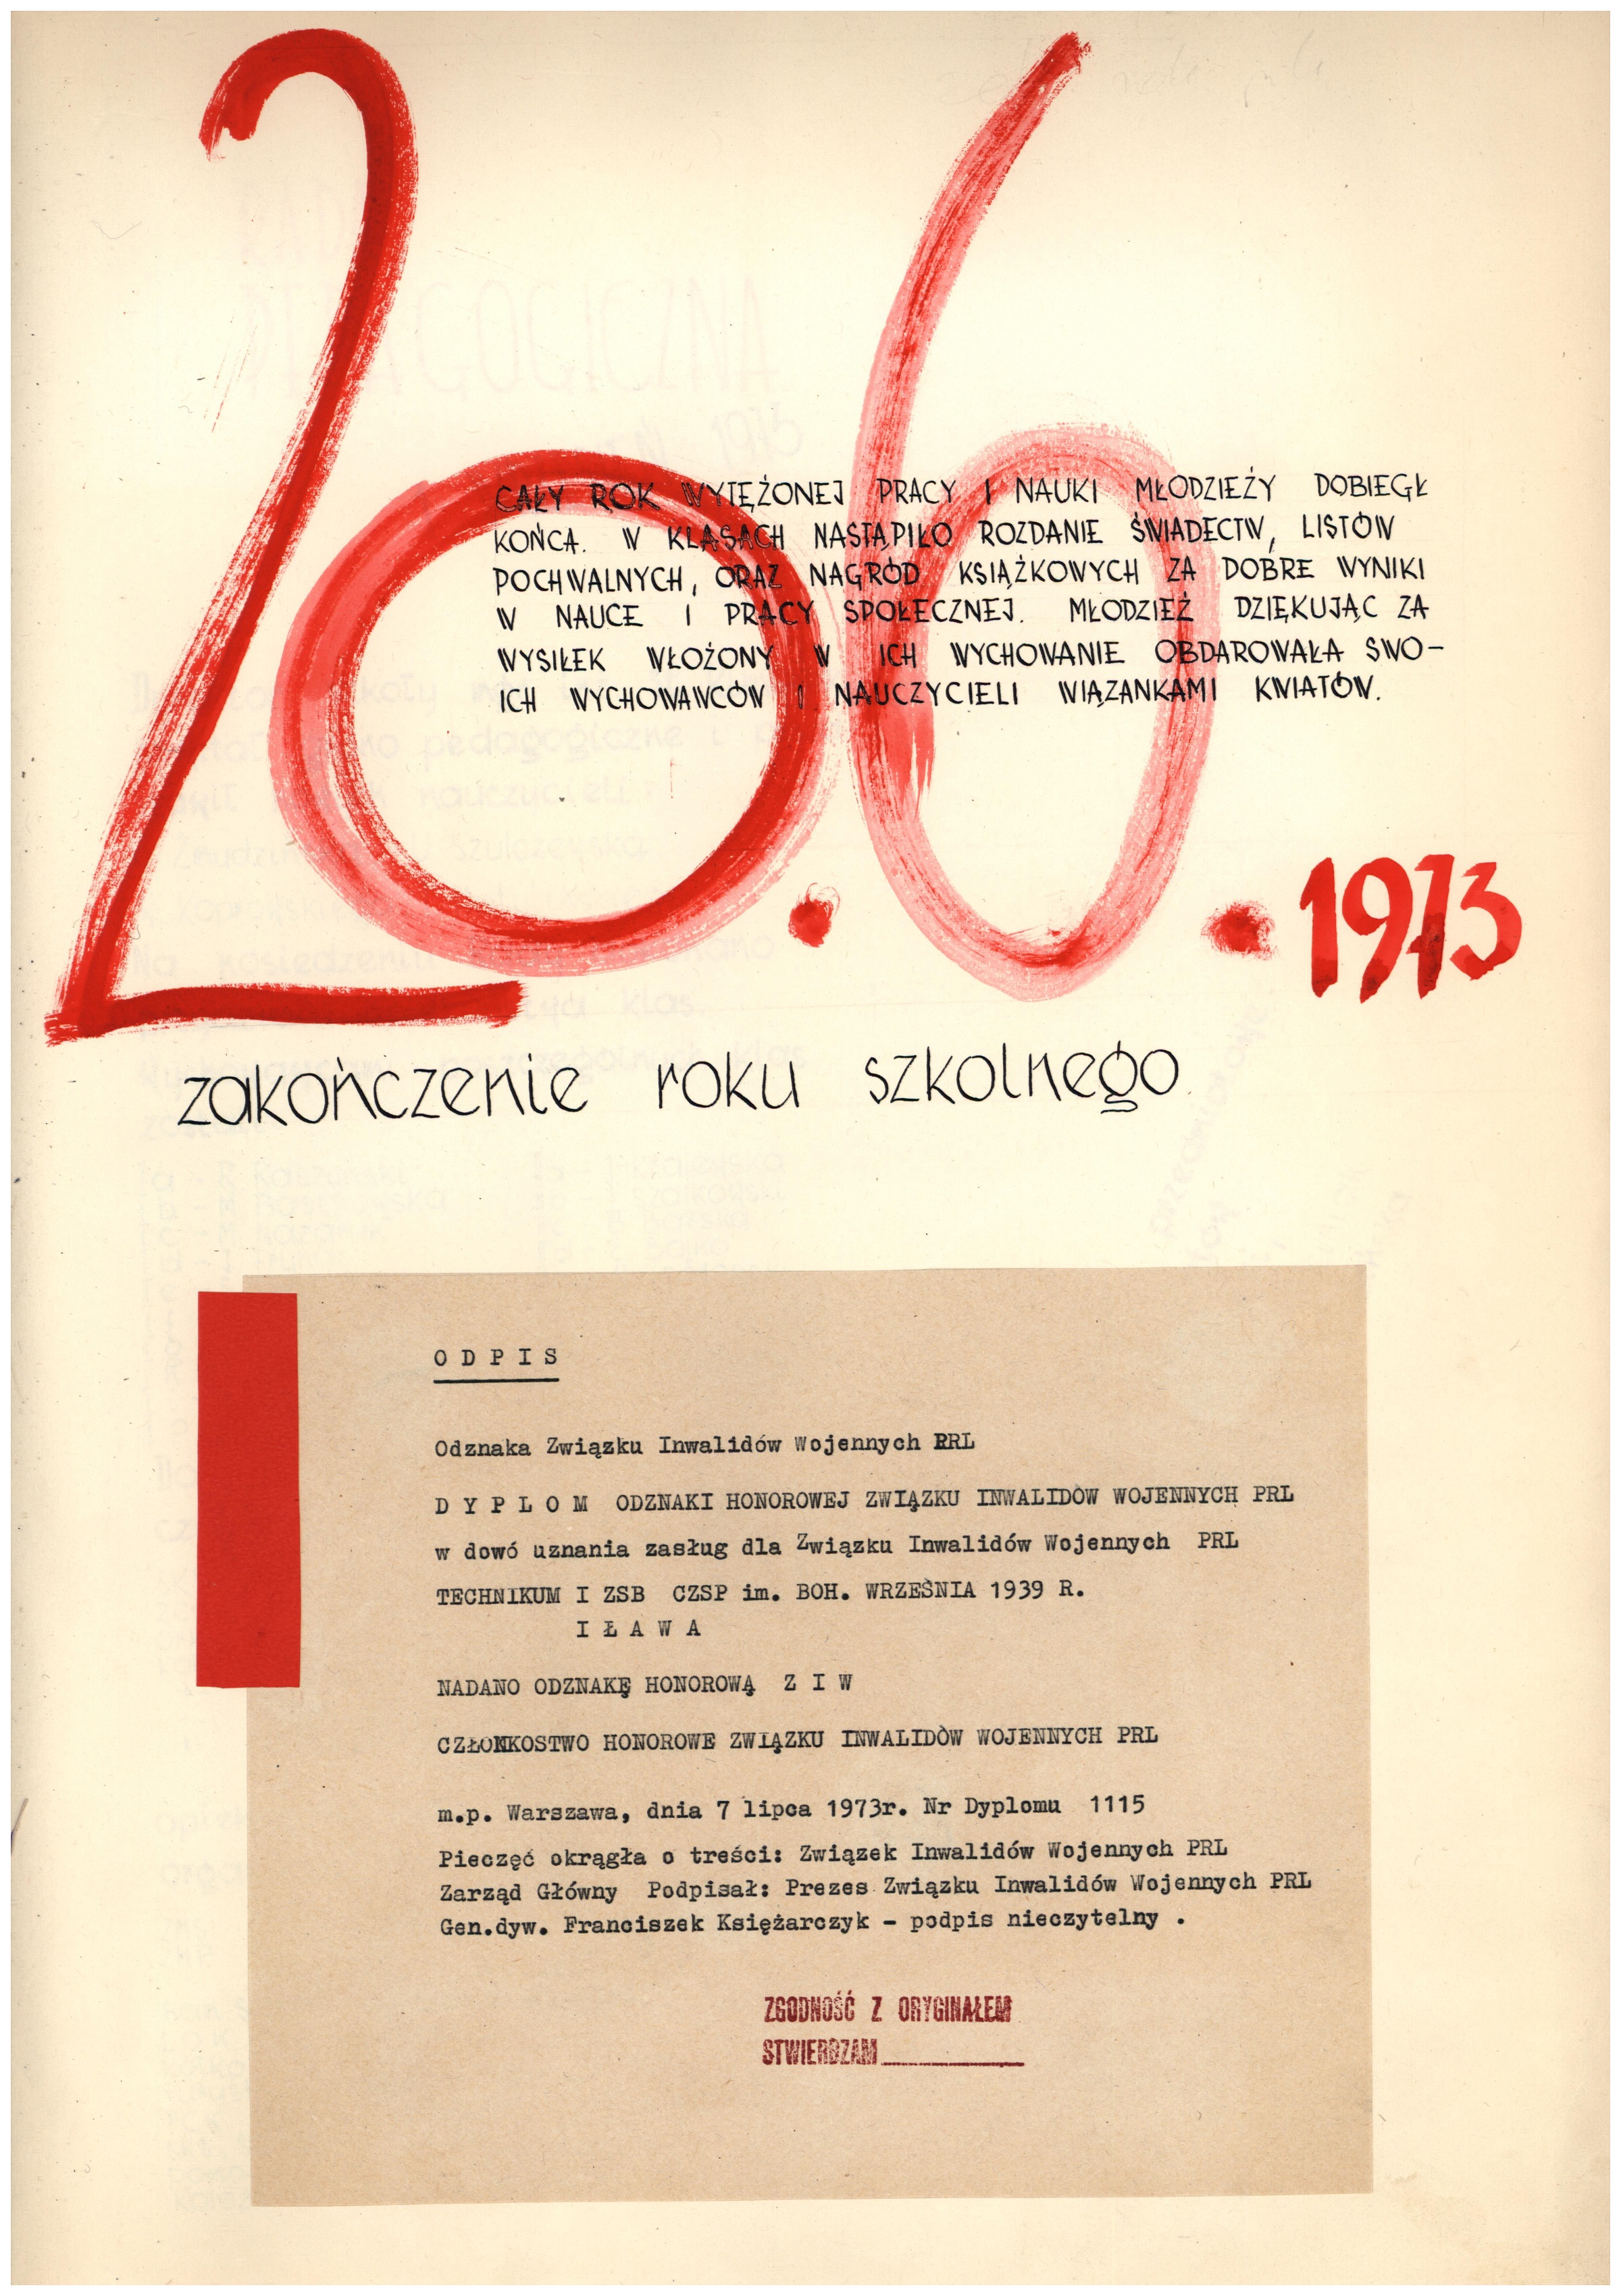 20.6.1973
CAŁY ROK WYTĘŻONEJ PRACY I NAUKI MŁODZIEŻY DOBIEGŁ
KOŃCA. W KLASACH NASTĄPIŁO ROZDANIE ŚWIADECTW, LISTÓW
POCHWALNYCH, ORAZ NAGRÓD KSIĄŻKOWYCH ZA DOBRE WYNIKI
W NAUCE I PRACY SPOŁECZNEJ. MŁODZIEŻ DZIĘKUJĄC ZA
WYSIŁEK WŁOŻONY W ICH WYCHOWANIE OBDAROWAŁA SWO-
ICH WYCHOWAWCÓW I NAUCZYCIELI WIĄZANKAMI KWIATÓW.
zakończenie roku szkolnego.
O D P I S
Odznaka Związku Inwalidów Wojennych PRL
D Y P L O M ODZNAKI HONOROWEJ ZWIĄZKU INWALIDÓW WOJENNYCH PRL
w dowó uznania zasług dla Związku Inwalidów Wojennych PRL
TECHNIKUM I ZSB CZSP im. BOH. WRZEŚNIA 1939 R.
I Ł A W A
NADANO ODZNAKĘ HONOROWĄ Z I W
CZŁONKOSTWO HONOROWE ZWIĄZKU INWALIDÓW WOJENNYCH PRL
m.p. Warszawa, dnia 7 lipca 1973r. Nr Dyplomu 1115
Pieczęć okrągła o treści: Związek Inwalidów Wojennych PRL
Zarząd Główny Podpisał: Prezes Związku Inwalidów Wojennych PRL
Gen.dyw. Franciszek Księżarczyk - podpis nieczytelny .
ZGODNOŚĆ Z ORYGINAŁEM
STWIERDZAM